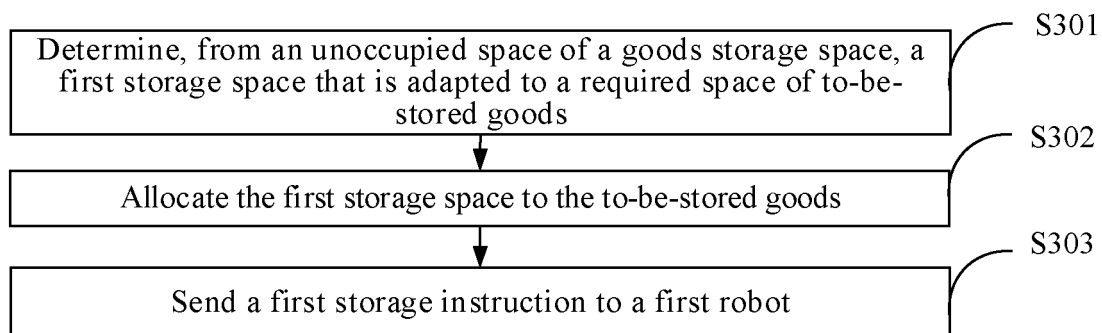 S301
Determine, from an unoccupied space of a goods storage space, a
first storage space that is adapted to a required space of to-be-
stored goods
S302
Allocate the first storage space to the to-be-stored goods
S303
Send a first storage instruction to a first robot